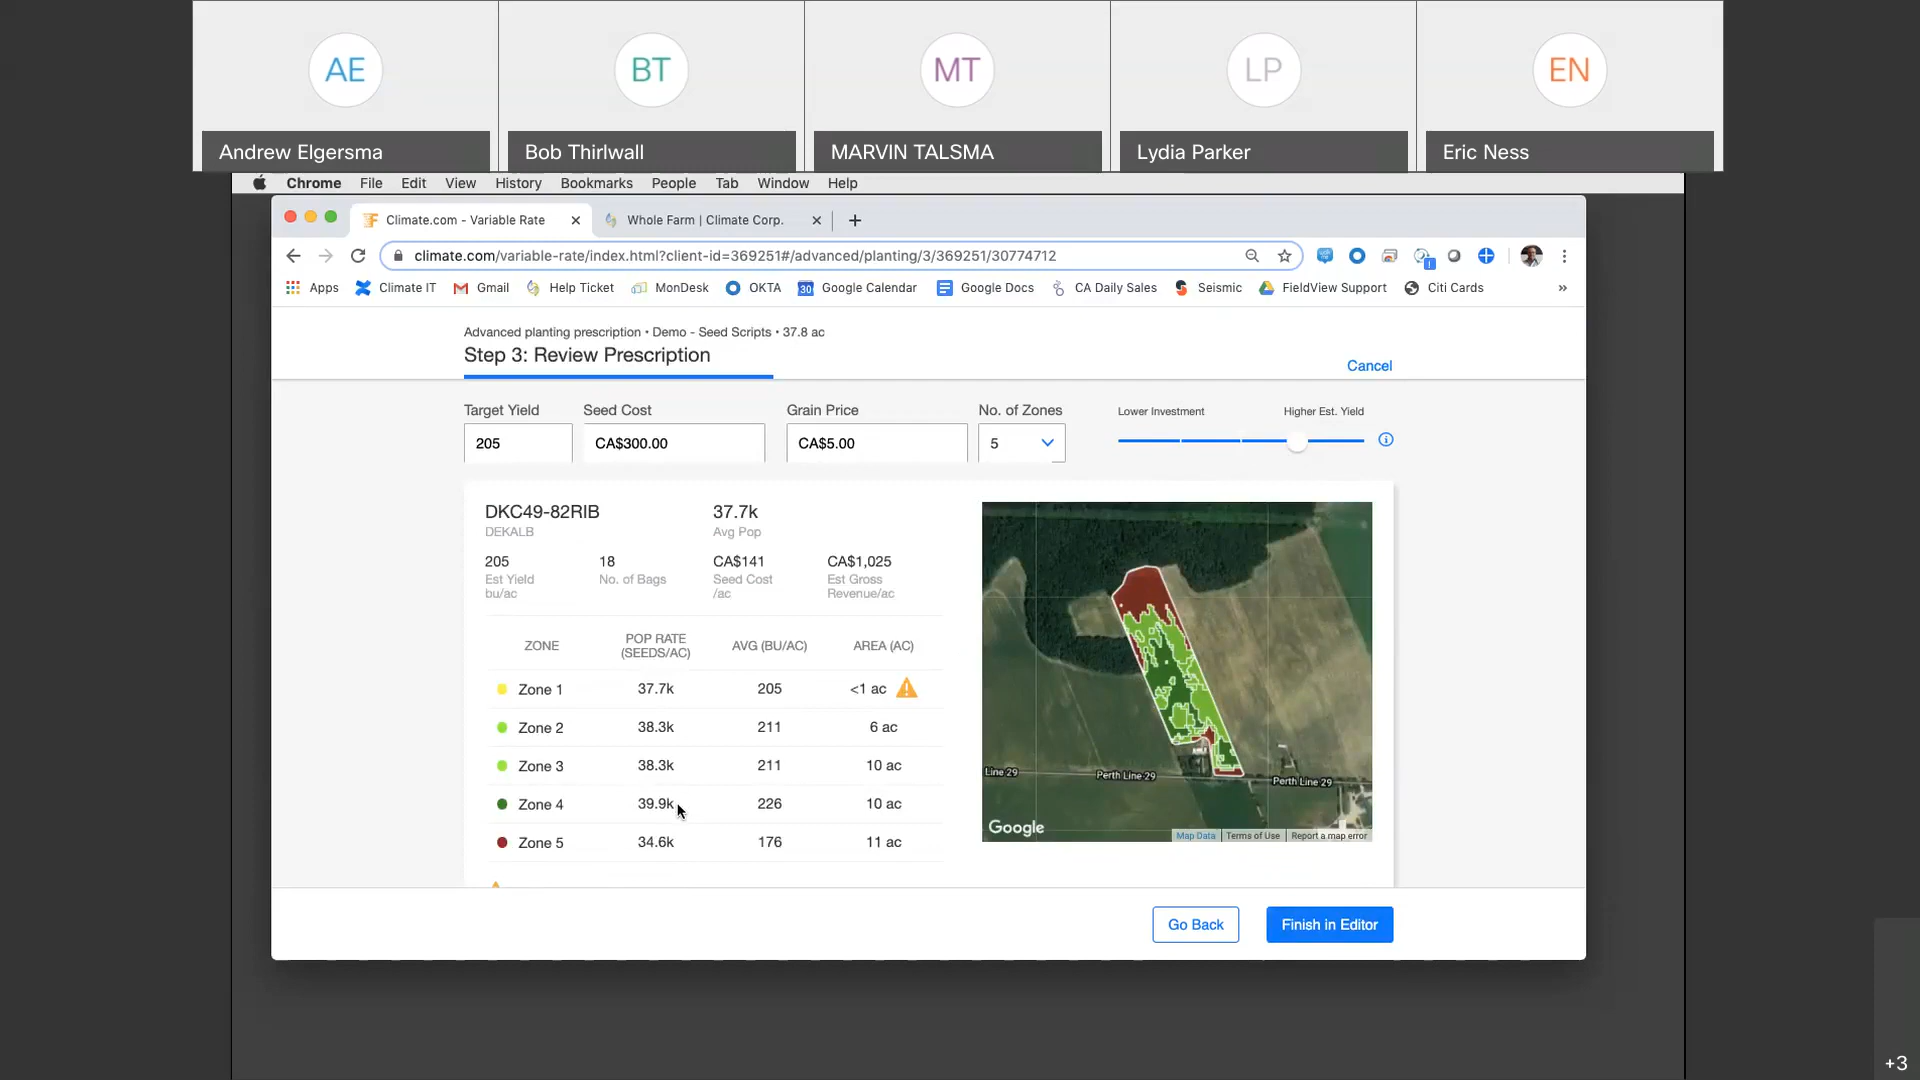 AE
BT
MT
LP
EN
Andrew Elgersma
Bob Thirlwall
MARVIN TALSMA
Lydia Parker
Eric Ness
Chrome File Edit View History Bookmarks People Tab Window Help
Climate.com - Variable Rate
Whole Farm | Climate Corp.
climate.com/variable-rate/index.html?client-id=369251#/advanced/planting/3/369251/30774712
Apps Climate IT Gmail Help Ticket MonDesk OKTA 30 Google Calendar Google Docs CA Daily Sales Seismic FieldView Support Citi Cards »
Advanced planting prescription • Demo - Seed Scripts • 37.8 ac
Step 3: Review Prescription
Cancel
Target Yield Seed Cost Grain Price No. of Zones Lower Investment Higher Est. Yield
205 CA$300.00 CA$5.00 5
DKC49-82RIB 37.7k
DEKALB Avg Pop
205 18 CA$141 CA$1,025
Est Yield No. of Bags Seed Cost Est Gross
bu/ac /ac Revenue/ac
ZONE POP RATE (SEEDS/AC) AVG (BU/AC) AREA (AC)
Zone 1 37.7k 205 <1 ac
Zone 2 38.3k 211 6 ac
Zone 3 38.3k 211 10 ac
Zone 4 39.9k 226 10 ac
Zone 5 34.6k 176 11 ac
Line 29 Perth Line 29 Perth Line 29
Google
Map Data Terms of Use Report a map error
Go Back Finish in Editor
+3